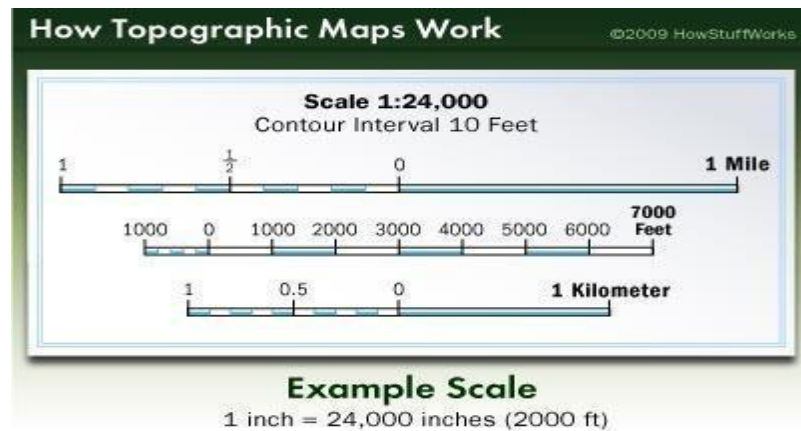 How Topographic Maps Work ©2009 HowStuffWorks
Scale 1:24,000
Contour Interval 10 Feet
1 ½ 0 1 Mile
1000 0 1000 2000 3000 4000 5000 6000 7000 Feet
1 0.5 0 1 Kilometer
Example Scale
1 inch = 24,000 inches (2000 ft)